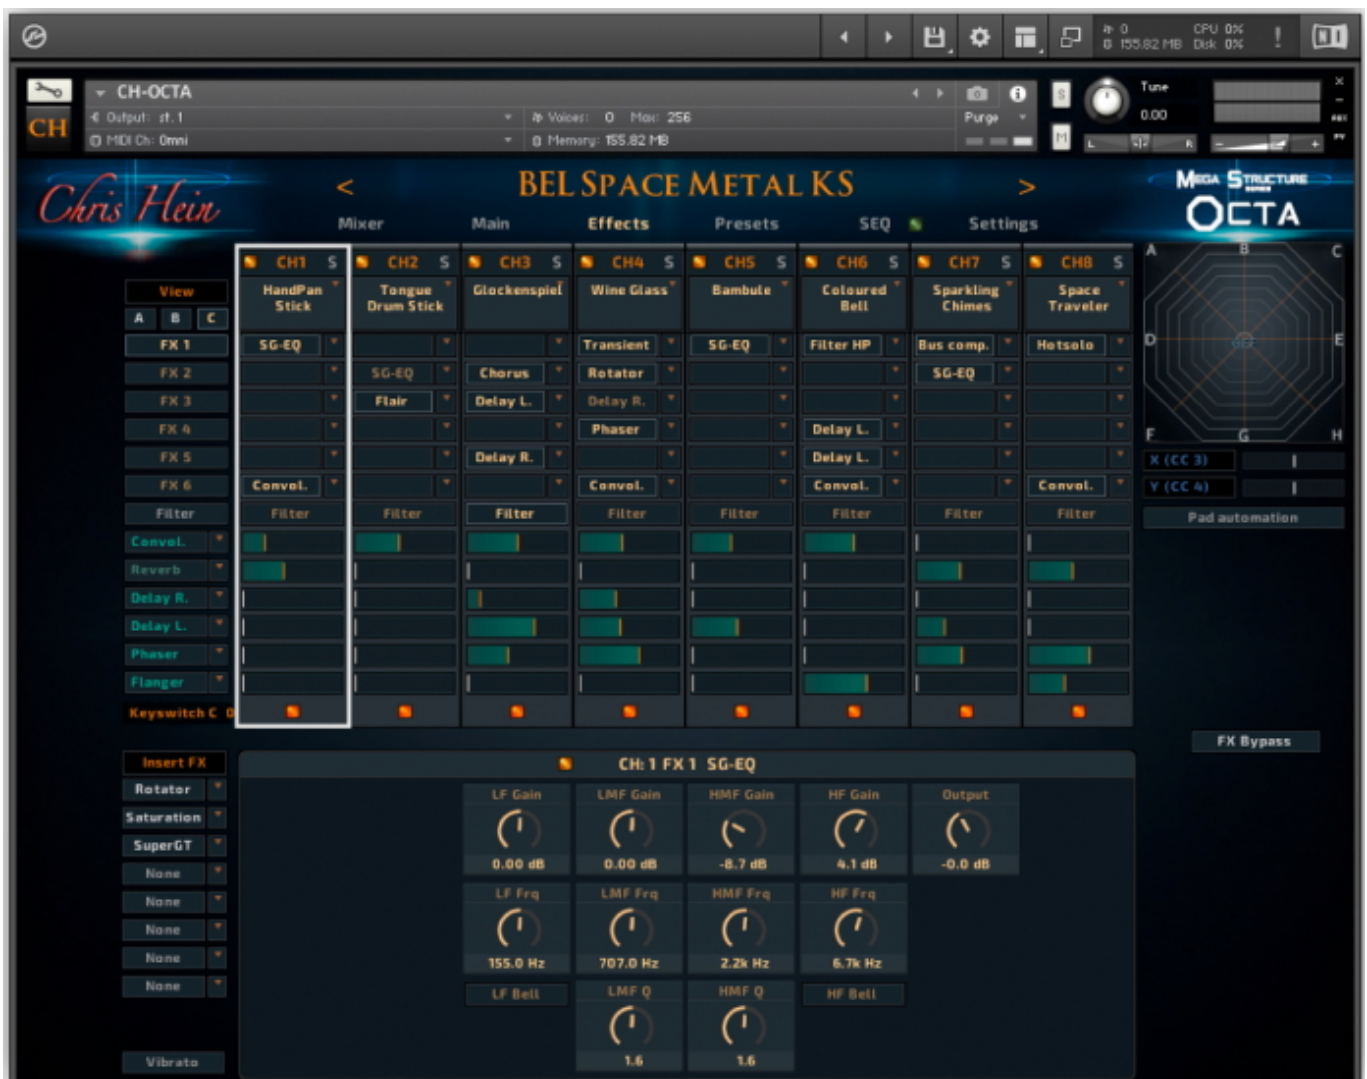 0 CPU 0%
155.82 MB Disk 0% !
CH-OCTA
Output: st.1 Voices: 0 Max: 256 Purge
MIDI Ch: Omni Memory: 155.82 MB
S Tune
M 0.00
L R - +
CH
Chris Hein
< BEL SPACE METAL KS >
MEGA STRUCTURE
SERIES
OCTA
Mixer Main Effects Presets SEQ Settings
CH1 S CH2 S CH3 S CH4 S CH5 S CH6 S CH7 S CH8 S
View HandPan Stick Tongue Drum Stick Glockenspiel Wine Glass Bambule Coloured Bell Sparkling Chimes Space Traveler
A B C
FX 1 SG-EQ Transient SG-EQ Filter HP Bus comp. Hotsolo
FX 2 SG-EQ Chorus Rotator SG-EQ
FX 3 Flair Delay L. Delay R.
FX 4 Phaser Delay L.
FX 5 Delay R. Delay L.
FX 6 Convol. Convol. Convol. Convol.
Filter Filter Filter Filter Filter Filter Filter Filter Filter
Convol.
Reverb
Delay R.
Delay L.
Phaser
Flanger
Keyswitch C 0
A B C
D E
F G H
X (CC 3)
Y (CC 4)
Pad automation
FX Bypass
Insert FX
Rotator
Saturation
SuperGT
None
None
None
None
None
Vibrato
CH: 1 FX 1 SG-EQ
LF Gain LMF Gain HMF Gain HF Gain Output
0.00 dB 0.00 dB -8.7 dB 4.1 dB -0.0 dB
LF Frq LMF Frq HMF Frq HF Frq
155.0 Hz 707.0 Hz 2.2k Hz 6.7k Hz
LF Bell LMF Q HMF Q HF Bell
1.6 1.6